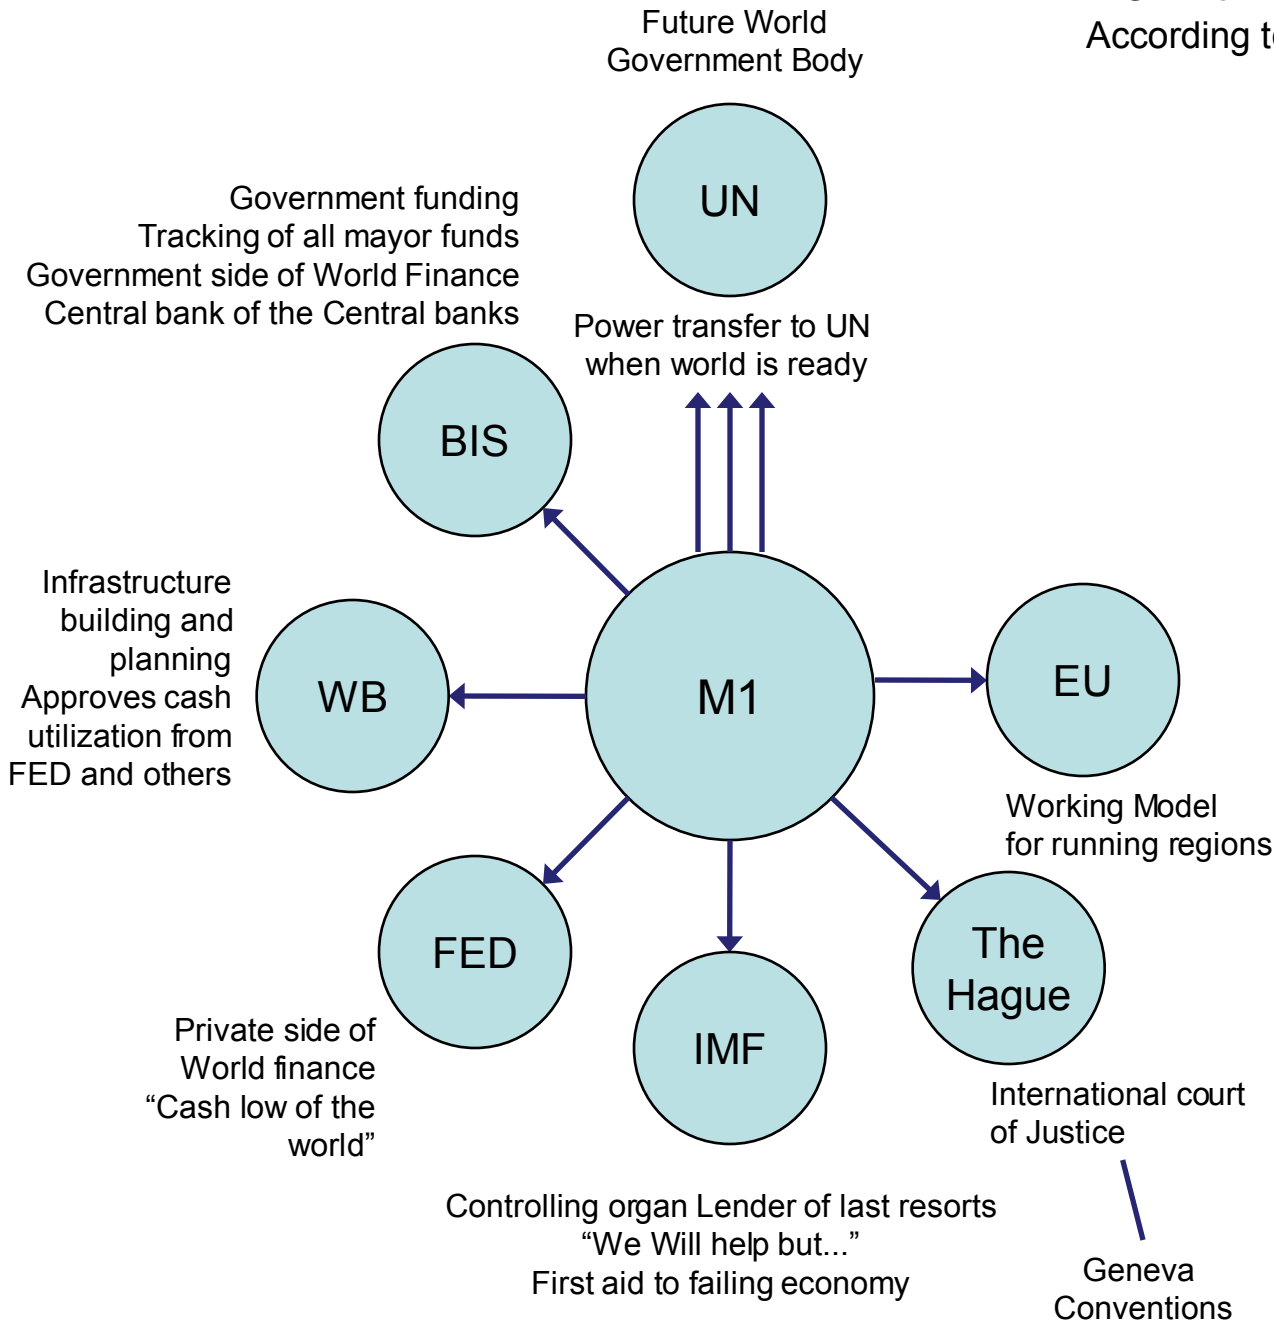 According
Future World
Government Body
UN
Power transfer to UN
when world is ready
Government funding
Tracking of all mayor funds
Government side of World Finance
Central bank of the Central banks
BIS
Infrastructure
building and
planning
Approves cash
utilization from
FED and others
WB
M1
EU
Working Model
for running regions
FED
Private side of
World finance
“Cash low of the
world”
IMF
Controlling organ Lender of last resorts
“We Will help but...”
First aid to failing economy
The
Hague
International court
of Justice
Geneva
Conventions